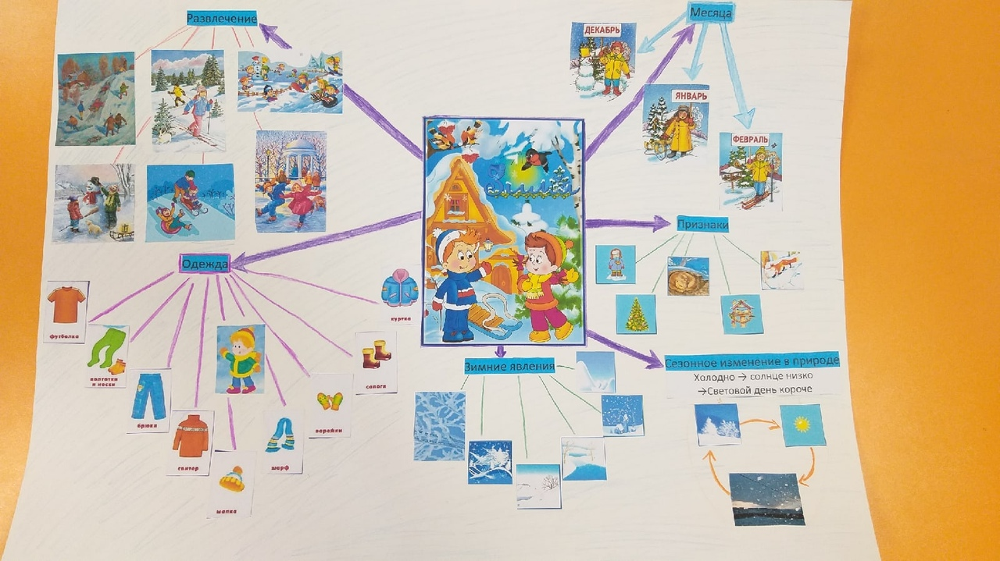 Развлечение
Месяца
ДЕКАБРЬ
ЯНВАРЬ
ФЕВРАЛЬ
Зима
Признаки
Одежда
куртка
футболка
колготки
и носки
брюки
свитер
шапка
шарф
варежки
сапоги
Зимние явления
Сезонное изменение в природе
Холодно → солнце низко
→Световой день короче